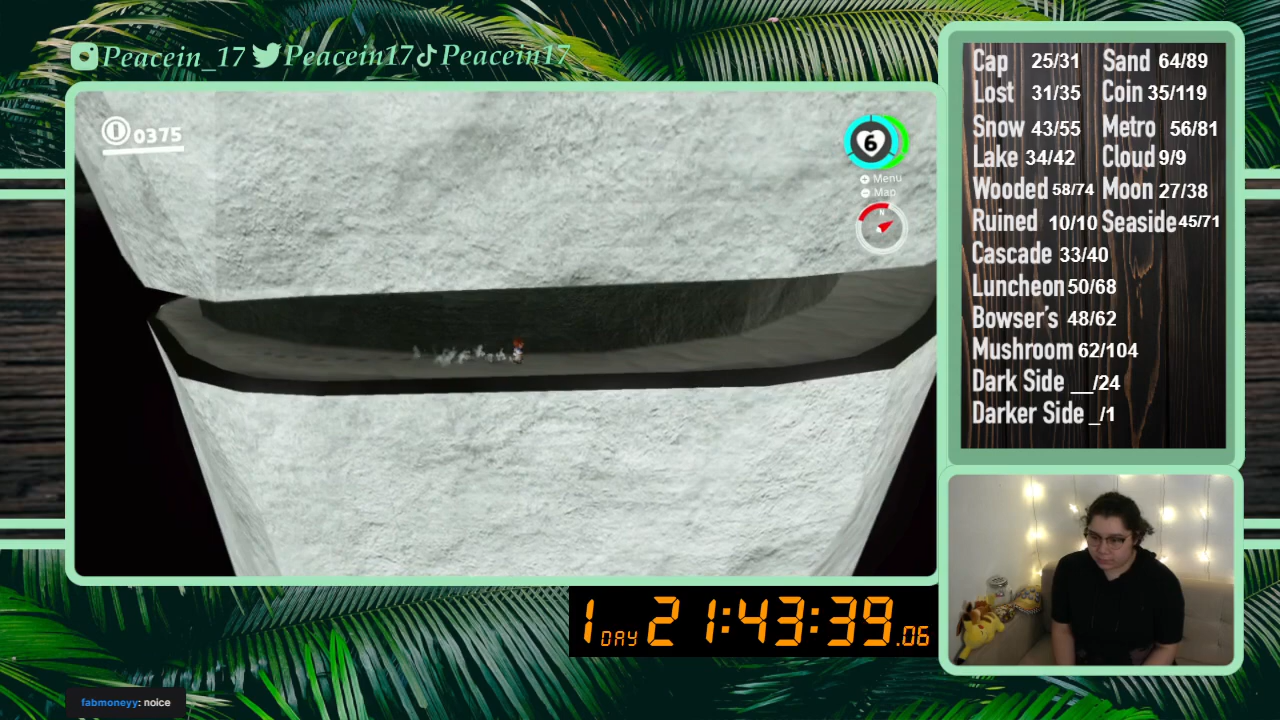 Peacein_17 Peacein17 Peacein17
0375
6
Menu
Map
N
Cap 25/31 Sand 64/89
Lost 31/35 Coin 35/119
Snow 43/55 Metro 56/81
Lake 34/42 Cloud 9/9
Wooded 58/74 Moon 27/38
Ruined 10/10 Seaside 45/71
Cascade 33/40
Luncheon 50/68
Bowser's 48/62
Mushroom 62/104
Dark Side __/24
Darker Side _/1
1 DAY 21:43:39.06
fabmoneyy: noice